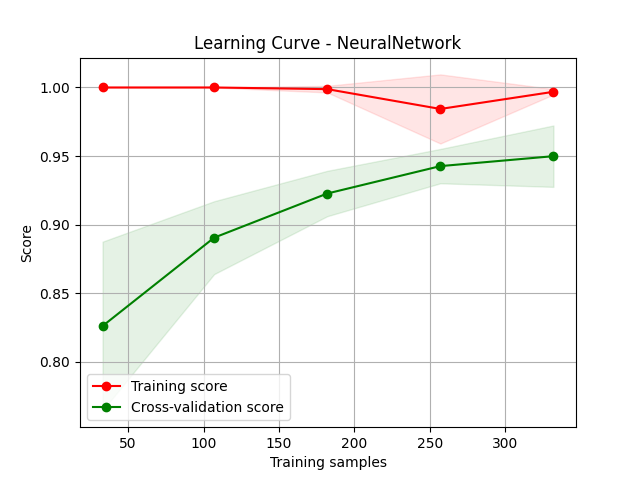 Learning Curve - NeuralNetwork
1.00
0.95
0.90
0.85
0.80
Score
Training score
Cross-validation score
50 100 150 200 250 300
Training samples